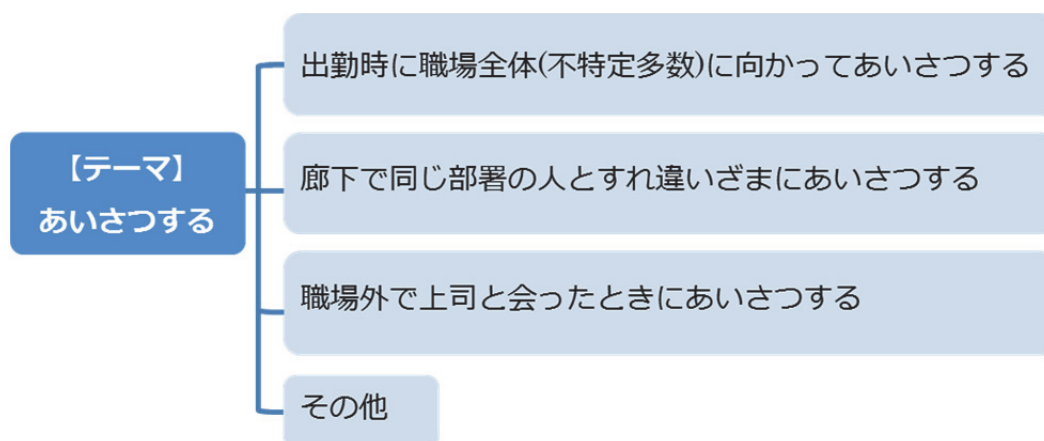 【テーマ】
あいさつする
出勤時に職場全体(不特定多数)に向かってあいさつする
廊下で同じ部署の人とすれ違いざまにあいさつする
職場外で上司と会ったときにあいさつする
その他